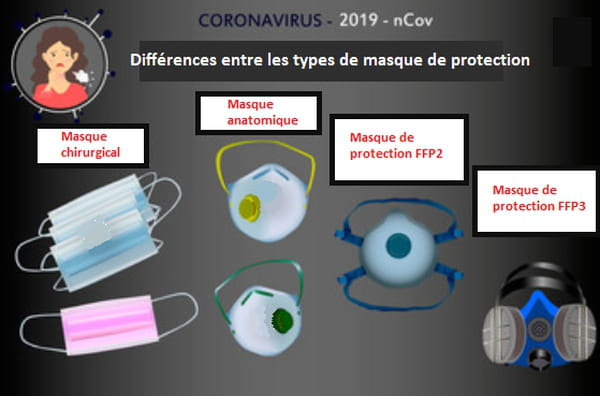 CORONAVIRUS - 2019 - nCov
Différences entre les types de masque de protection
Masque
chirurgical
Masque
anatomique
Masque de
protection FFP2
Masque de
protection FFP3